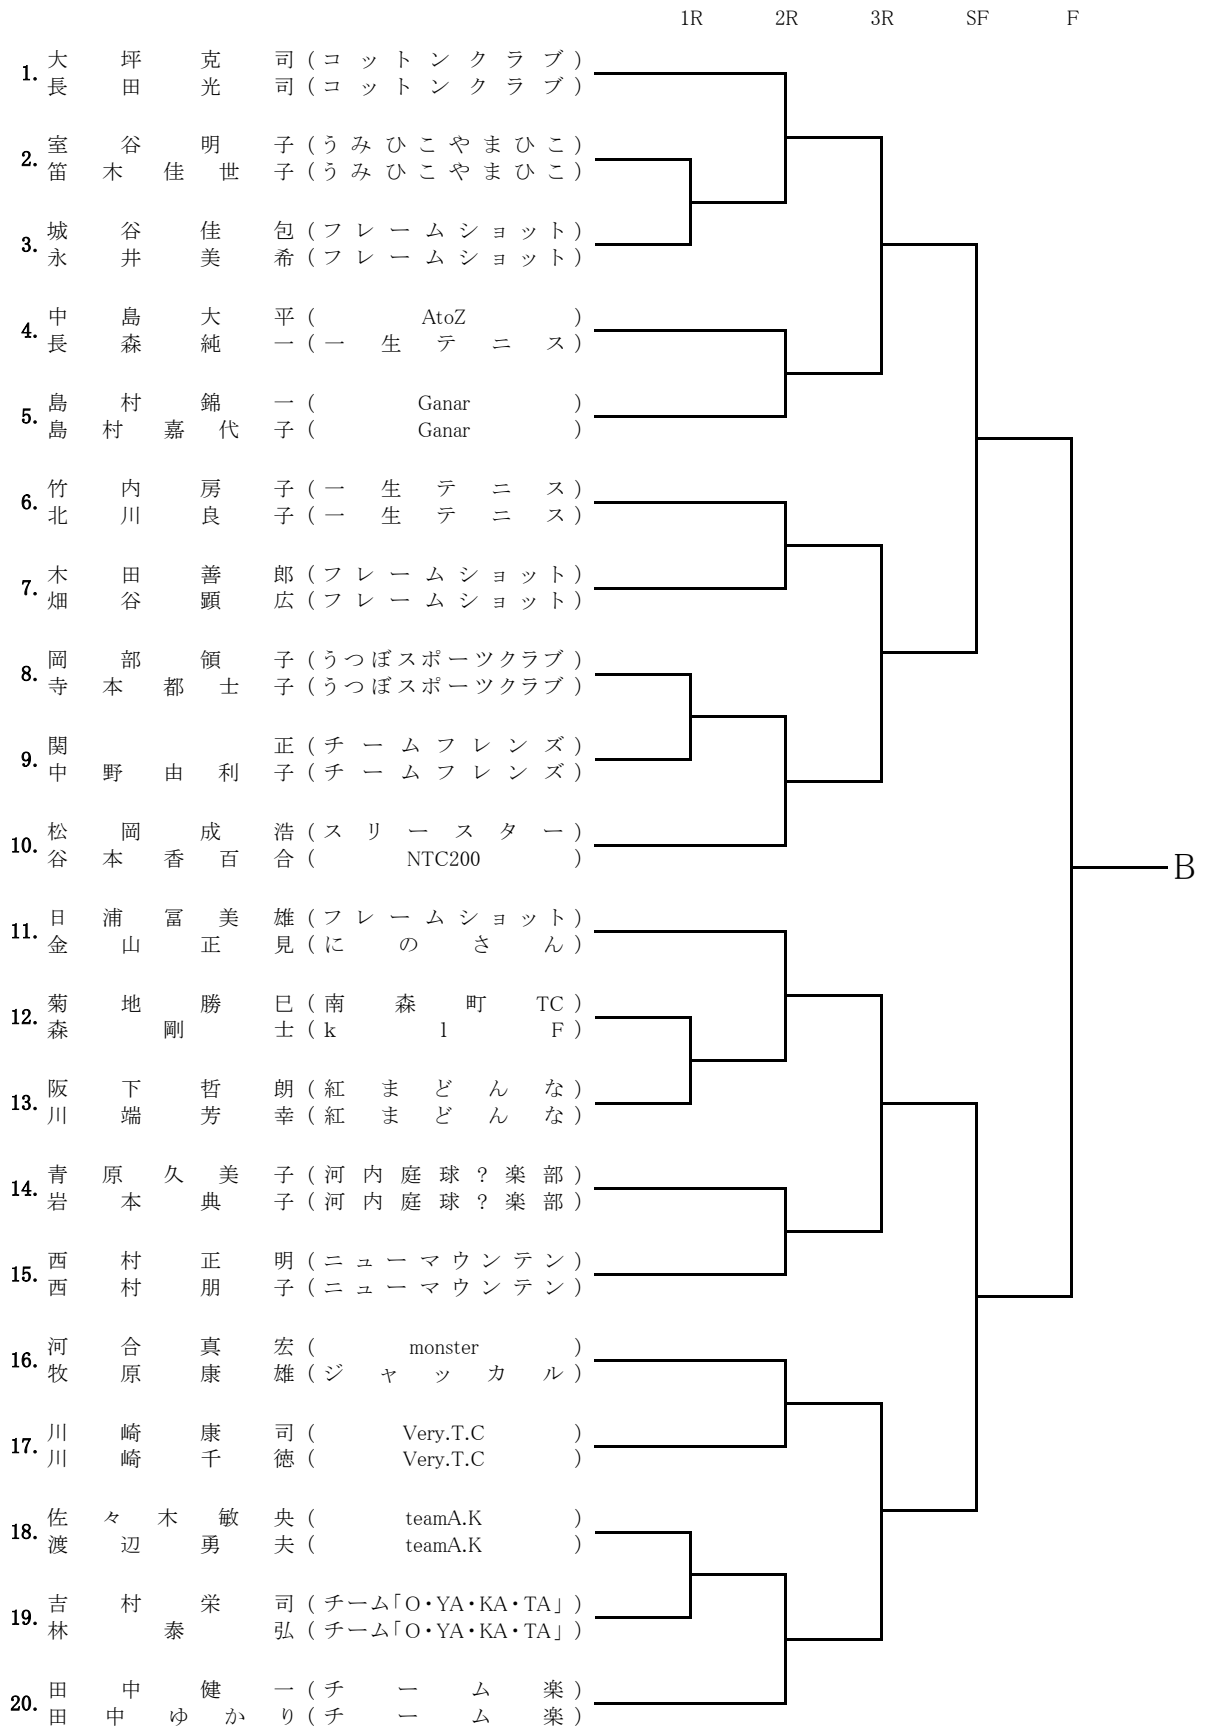 1R 2R 3R SF F
1. 大坪克司 (コットンクラブ)
長田光司 (コットンクラブ)
2. 室谷明子 (うみひこやまひこ)
笛木佳世子 (うみひこやまひこ)
3. 城谷佳包 (フレームショット)
永井美希 (フレームショット)
4. 中島大平 (AtoZ)
長森純一 (一生テニス)
5. 島村錦一 (Ganar)
島村嘉代子 (Ganar)
6. 竹内房子 (一生テニス)
北川良子 (一生テニス)
7. 木田善郎 (フレームショット)
畑谷顕広 (フレームショット)
8. 岡部領子 (うつぼスポーツクラブ)
寺本都士子 (うつぼスポーツクラブ)
9. 関正 (チームフレンズ)
中野由利子 (チームフレンズ)
10. 松岡成浩 (スリースター)
谷本香百合 (NTC200)
B
11. 日浦冨美雄 (フレームショット)
金山正見 (にのさん)
12. 菊地勝巳 (南森町TC)
森剛士 (klF)
13. 阪下哲朗 (紅まどんな)
川端芳幸 (紅まどんな)
14. 青原久美子 (河内庭球?楽部)
岩本典子 (河内庭球?楽部)
15. 西村正明 (ニューマウンテン)
西村朋子 (ニューマウンテン)
16. 河合真宏 (monster)
牧原康雄 (ジャッカル)
17. 川崎康司 (Very.T.C)
川崎千徳 (Very.T.C)
18. 佐々木敏央 (teamA.K)
渡辺勇夫 (teamA.K)
19. 吉村栄司 (チーム「O・YA・KA・TA」)
林泰弘 (チーム「O・YA・KA・TA」)
20. 田中健一 (チーム楽)
田中ゆかり (チーム楽)